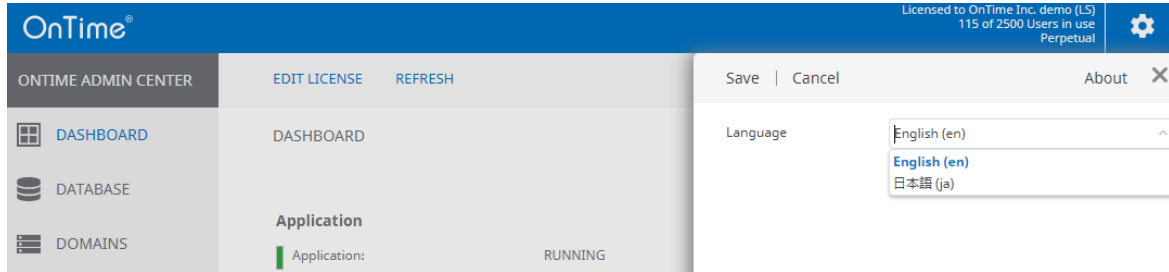 OnTime®
Licensed to OnTime Inc. demo (LS)
115 of 2500 Users in use
Perpetual
ONTIME ADMIN CENTER
EDIT LICENSE REFRESH
Save | Cancel About
DASHBOARD
DASHBOARD
Language English (en)
English (en)
日本語 (ja)
DATABASE
Application
DOMAINS
Application: RUNNING